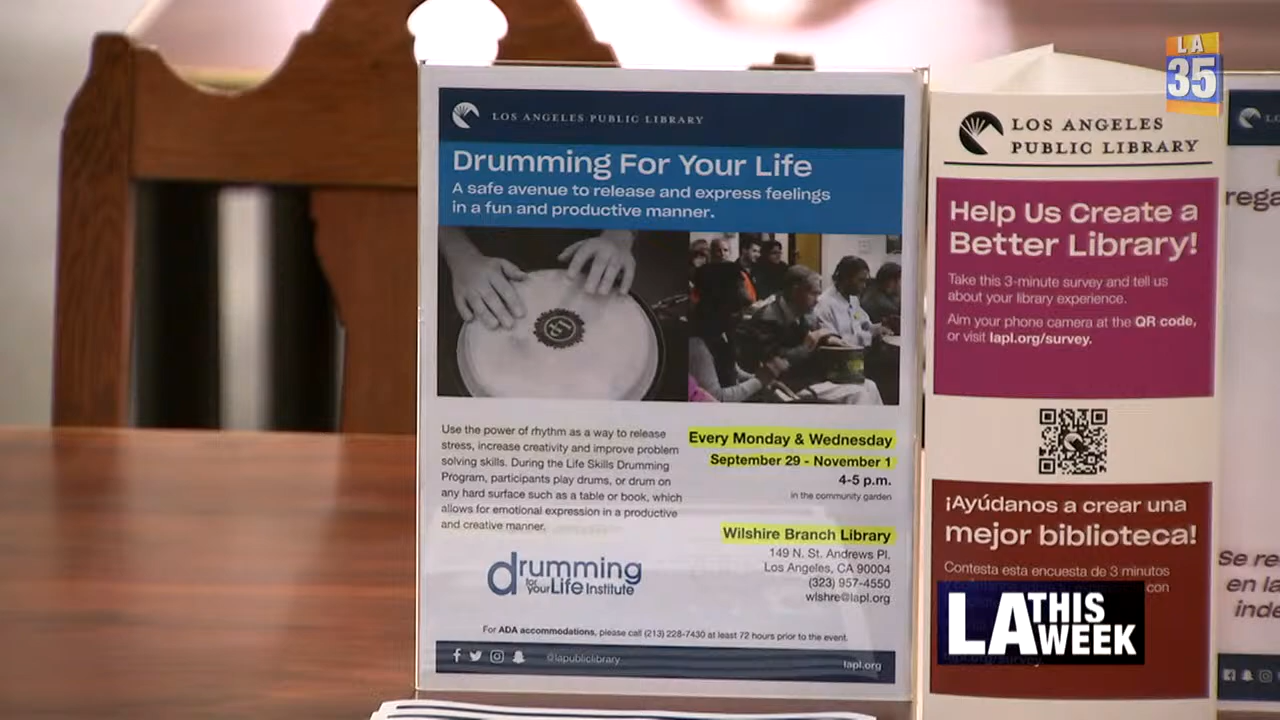 LA
35
LOS ANGELES PUBLIC LIBRARY
Drumming For Your Life
A safe avenue to release and express feelings
in a fun and productive manner.
Use the power of rhythm as a way to release
stress, increase creativity and improve problem
solving skills. During the Life Skills Drumming
Program, participants play drums, or drum on
any hard surface such as a table or book, which
allows for emotional expression in a productive
and creative manner.
Every Monday & Wednesday
September 29 - November 1
4-5 p.m.
in the community garden
Wilshire Branch Library
149 N. St. Andrews Pl.
Los Angeles, CA 90004
(323) 957-4550
wlshre@lapl.org
drumming
for yourLife Institute
For ADA accommodations, please call (213) 228-7430 at least 72 hours prior to the event.
@lapubliclibrary
lapl.org
LOS ANGELES
PUBLIC LIBRARY
Help Us Create a
Better Library!
Take this 3-minute survey and tell us
about your library experience.
Aim your phone camera at the QR code,
or visit lapl.org/survey.
¡Ayúdanos a crear una
mejor biblioteca!
Contesta esta encuesta de 3 minutos
con
lapl.org/survey
LA THIS
WEEK
Se re
en la
inde